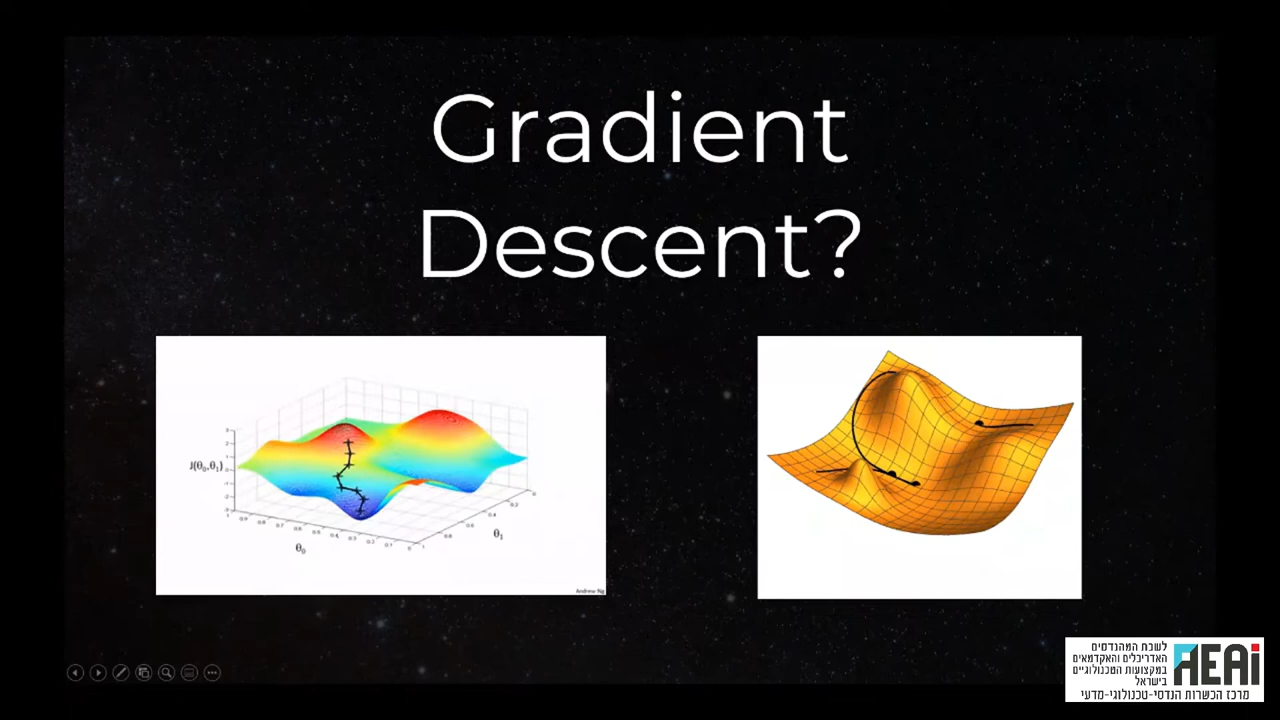 Gradient
Descent?
J(θ₀,θ₁)
θ₀
θ₁
Andrew Ng
לשכת המהנדסים
האדריכלים והאקדמאים
במקצועות הטכנולוגיים
בישראל
AEAI
מרכז הכשרות הנדסי-טכנולוגי-מדעי